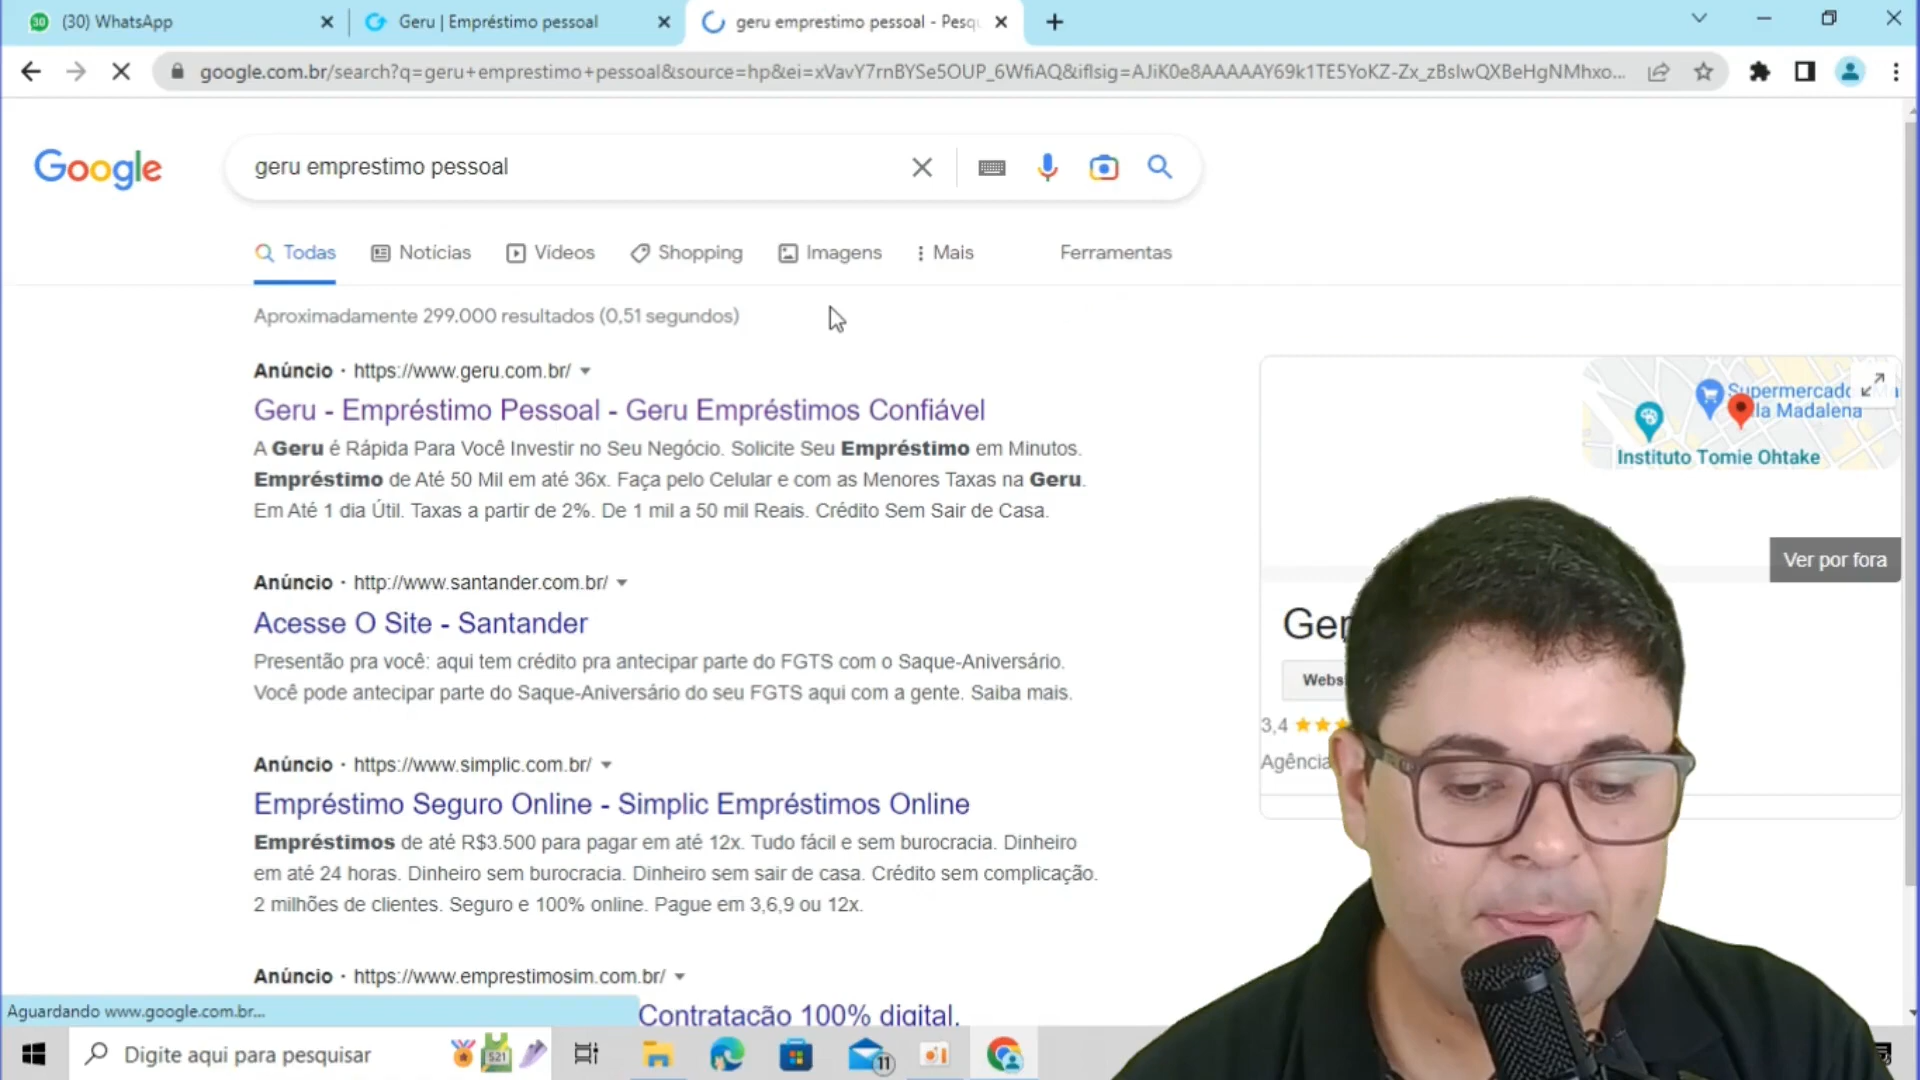 30
(30) WhatsApp
Geru | Empréstimo pessoal
geru emprestimo pessoal - Pesqu
google.com.br/search?q=geru+emprestimo+pessoal&source=hp&ei=xVavY7rnBYSe5OUP_6WfiAQ&iflsig=AJiK0e8AAAAAY69k1TE5YoKZ-Zx_zBslwQXBeHgNMhxo...
Google
geru emprestimo pessoal
Todas
Notícias
Vídeos
Shopping
Imagens
Mais
Ferramentas
Aproximadamente 299.000 resultados (0,51 segundos)
Anúncio · https://www.geru.com.br/
Geru - Empréstimo Pessoal - Geru Empréstimos Confiável
A Geru é Rápida Para Você Investir no Seu Negócio. Solicite Seu Empréstimo em Minutos.
Empréstimo de Até 50 Mil em até 36x. Faça pelo Celular e com as Menores Taxas na Geru.
Em Até 1 dia Útil. Taxas a partir de 2%. De 1 mil a 50 mil Reais. Crédito Sem Sair de Casa.
Anúncio · http://www.santander.com.br/
Acesse O Site - Santander
Presentão pra você: aqui tem crédito pra antecipar parte do FGTS com o Saque-Aniversário.
Você pode antecipar parte do Saque-Aniversário do seu FGTS aqui com a gente. Saiba mais.
Anúncio · https://www.simplic.com.br/
Empréstimo Seguro Online - Simplic Empréstimos Online
Empréstimos de até R$3.500 para pagar em até 12x. Tudo fácil e sem burocracia. Dinheiro
em até 24 horas. Dinheiro sem burocracia. Dinheiro sem sair de casa. Crédito sem complicação.
2 milhões de clientes. Seguro e 100% online. Pague em 3,6,9 ou 12x.
Anúncio · https://www.emprestimosim.com.br/
Contratação 100% digital.
Supermercado
Madalena
Instituto Tomie Ohtake
Ver por fora
Ger
Webs
3,4
Agência
Aguardando www.google.com.br...
Digite aqui para pesquisar
521
11